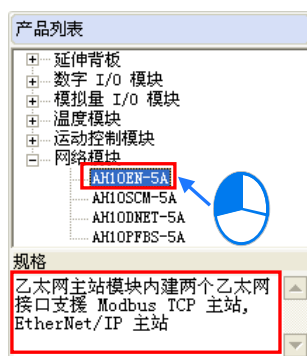 产品列表
延伸背板
数字 I/O 模块
模拟量 I/O 模块
温度模块
运动控制模块
网络模块
AH10EN-5A
AH10SCM-5A
AH10DNET-5A
AH10PFBS-5A
规格
乙太网主站模块内建两个乙太网
接口支援 Modbus TCP 主站,
EtherNet/IP 主站